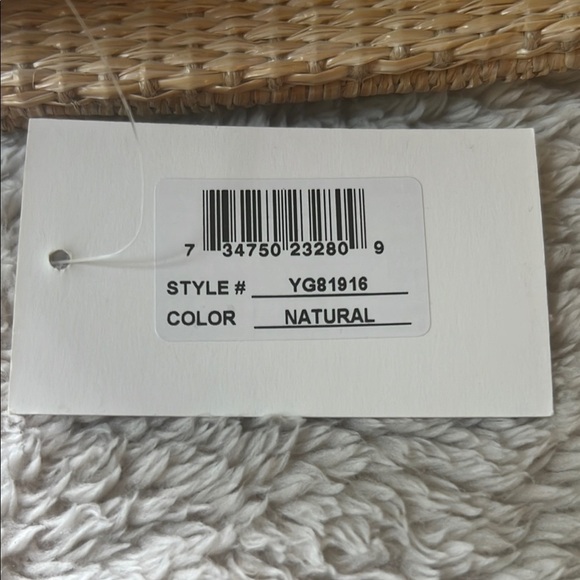 7 34750 23280 9
STYLE # YG81916
COLOR NATURAL